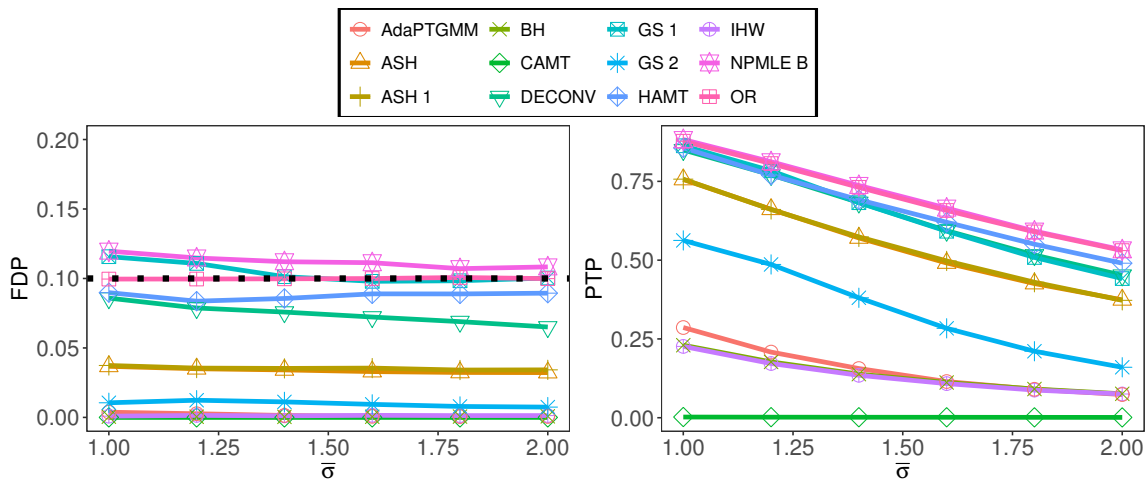 AdaPTGMM BH GS 1 IHW
ASH CAMT GS 2 NPMLE B
ASH 1 DECONV HAMT OR
FDP
0.20
0.15
0.10
0.05
0.00
1.00 1.25 1.50 1.75 2.00
σ̅
PTP
0.75
0.50
0.25
0.00
1.00 1.25 1.50 1.75 2.00
σ̅